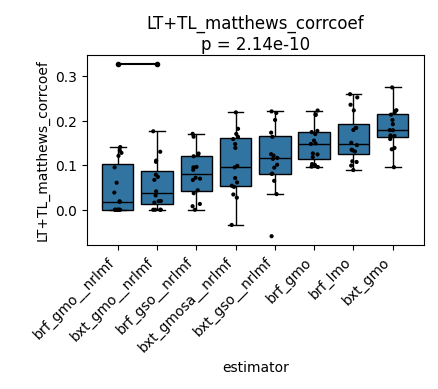 LT+TL_matthews_corrcoef
p = 2.14e-10
LT+TL_matthews_corrcoef
0.3
0.2
0.1
0.0
brf_gmo__nrlmf
bxt_gmo__nrlmf
brf_gso__nrlmf
bxt_gmosa__nrlmf
bxt_gso__nrlmf
brf_gmo
brf_lmo
bxt_gmo
estimator